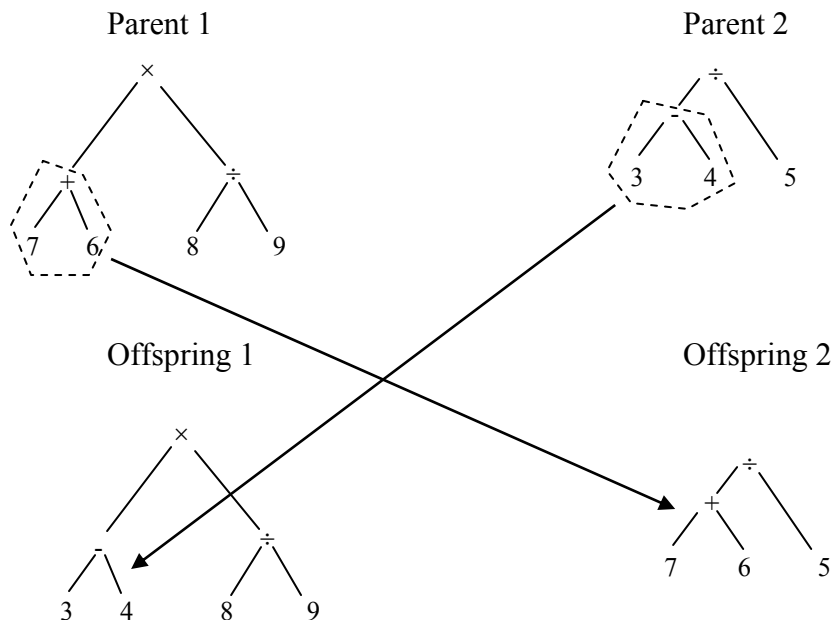 Parent 1 Parent 2
× ÷
-
+ ÷ 3 4 5
7 6 8 9
Offspring 1 Offspring 2
×
÷
+
- ÷
7 6 5
3 4 8 9